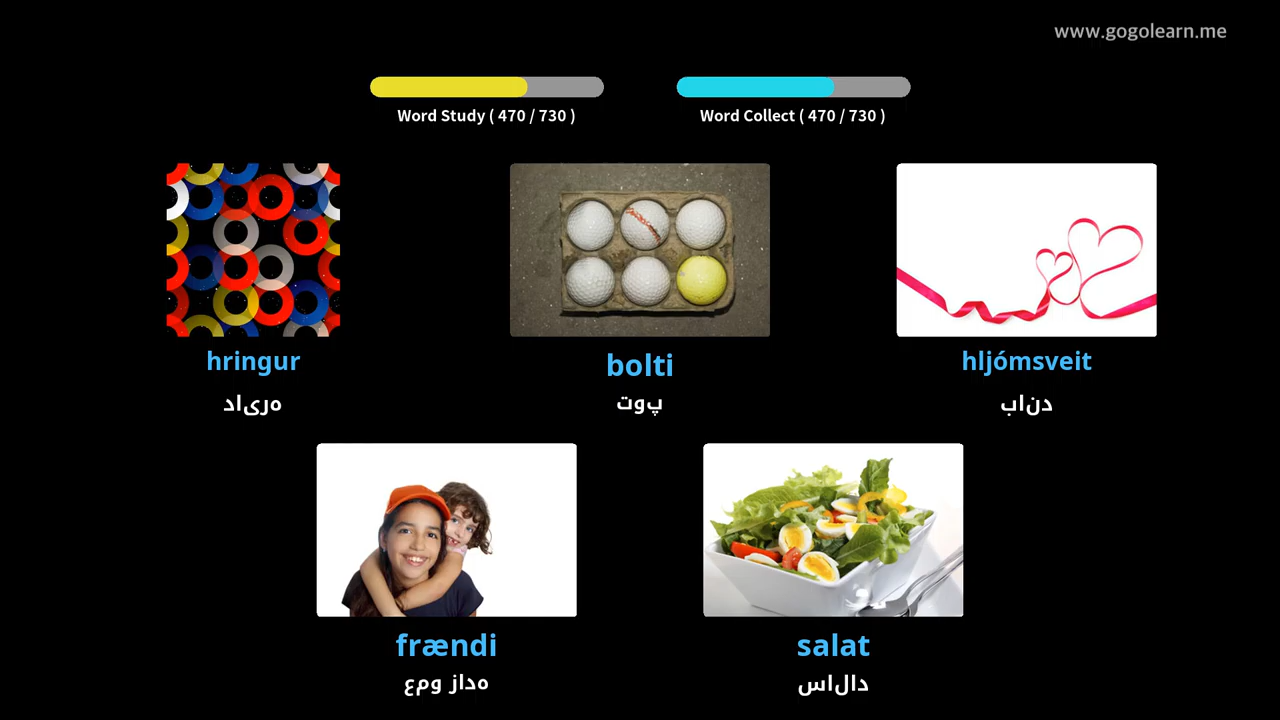 www.gogolearn.me
Word Study ( 470 / 730 )
Word Collect ( 470 / 730 )
hringur
هریاد
bolti
پوت
hljómsveit
دناب
frændi
هداز ومع
salat
دالاس